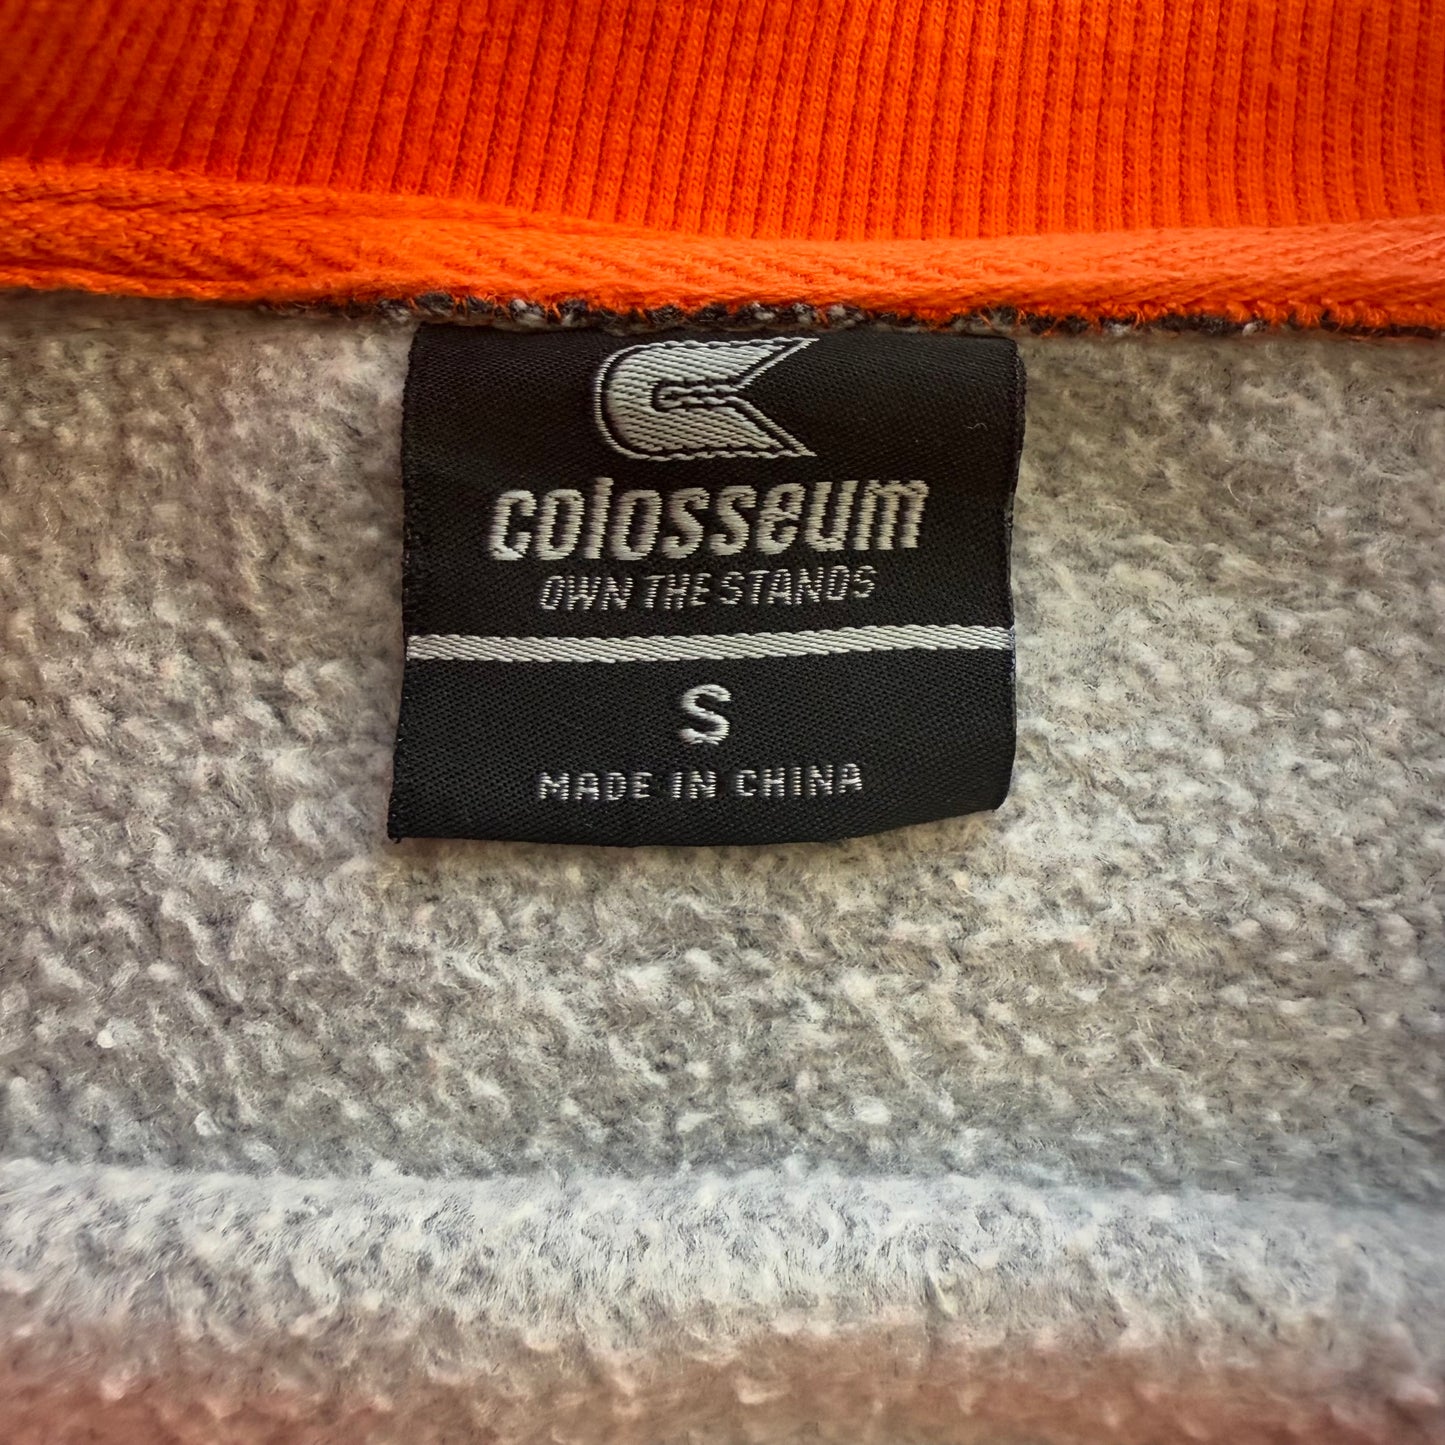 colosseum
OWN THE STANDS
S
MADE IN CHINA